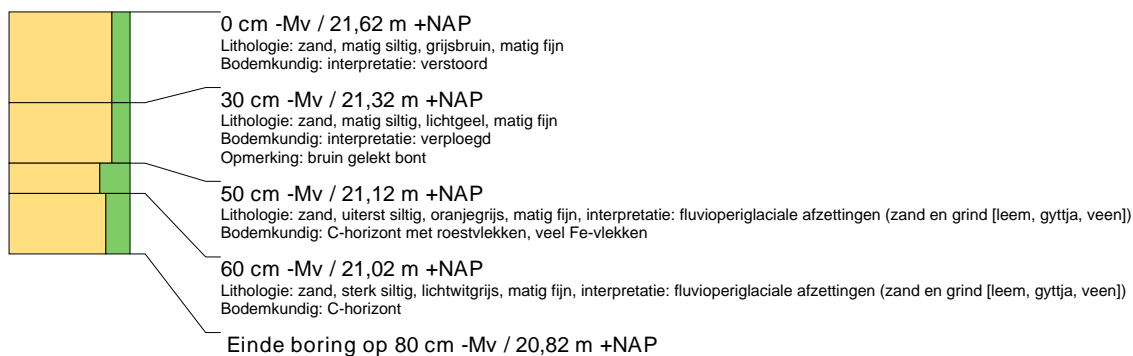 0 cm -Mv / 21,62 m +NAP
Lithologie: zand, matig siltig, grijsbruin, matig fijn
Bodemkundig: interpretatie: verstoord
30 cm -Mv / 21,32 m +NAP
Lithologie: zand, matig siltig, lichtgeel, matig fijn
Bodemkundig: interpretatie: verploegd
Opmerking: bruin gelekt bont
50 cm -Mv / 21,12 m +NAP
Lithologie: zand, uiterst siltig, oranjegrijs, matig fijn, interpretatie: fluvioperiglaciale afzettingen (zand en grind [leem, gyttja, veen])
Bodemkundig: C-horizont met roestvlekken, veel Fe-vlekken
60 cm -Mv / 21,02 m +NAP
Lithologie: zand, sterk siltig, lichtwitgrijs, matig fijn, interpretatie: fluvioperiglaciale afzettingen (zand en grind [leem, gyttja, veen])
Bodemkundig: C-horizont
Einde boring op 80 cm -Mv / 20,82 m +NAP